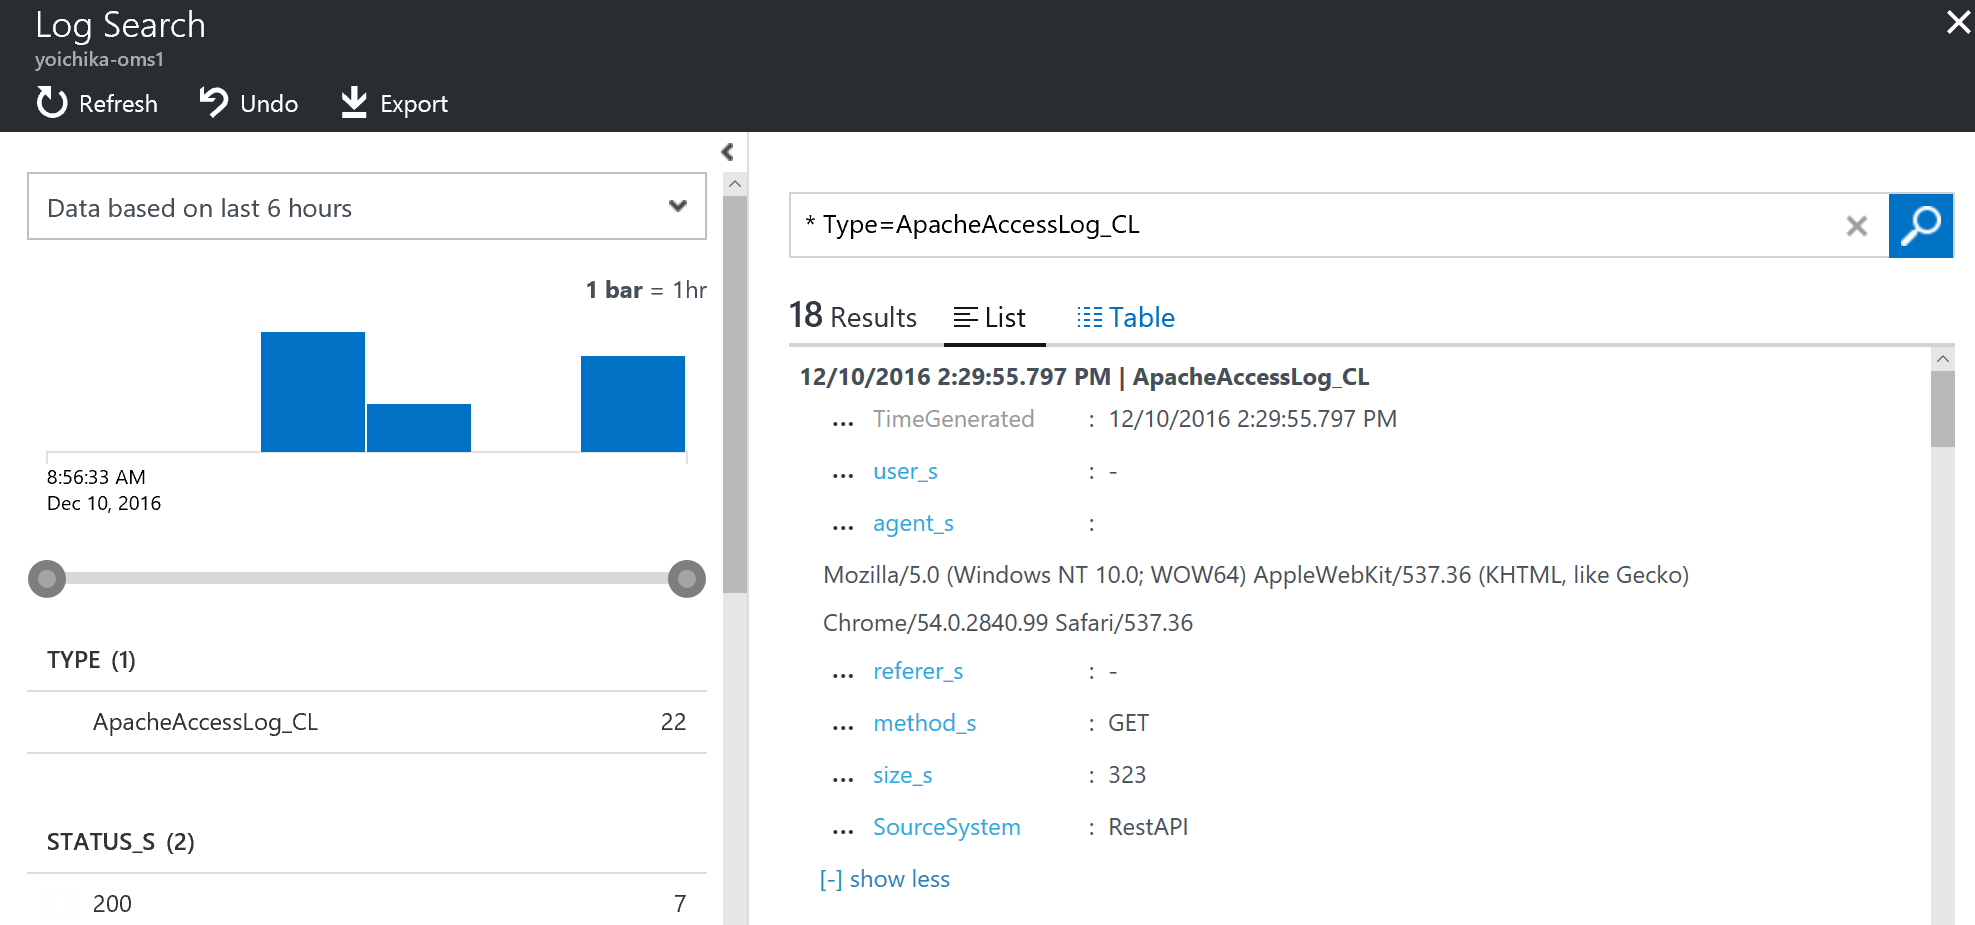 Log Search
yoichika-oms1
Refresh Undo Export
Data based on last 6 hours
1 bar = 1hr
8:56:33 AM
Dec 10, 2016
TYPE (1)
ApacheAccessLog_CL 22
STATUS_S (2)
200 7
* Type=ApacheAccessLog_CL
18 Results List Table
12/10/2016 2:29:55.797 PM | ApacheAccessLog_CL
... TimeGenerated : 12/10/2016 2:29:55.797 PM
... user_s : -
... agent_s :
Mozilla/5.0 (Windows NT 10.0; WOW64) AppleWebKit/537.36 (KHTML, like Gecko)
Chrome/54.0.2840.99 Safari/537.36
... referer_s : -
... method_s : GET
... size_s : 323
... SourceSystem : RestAPI
[-] show less